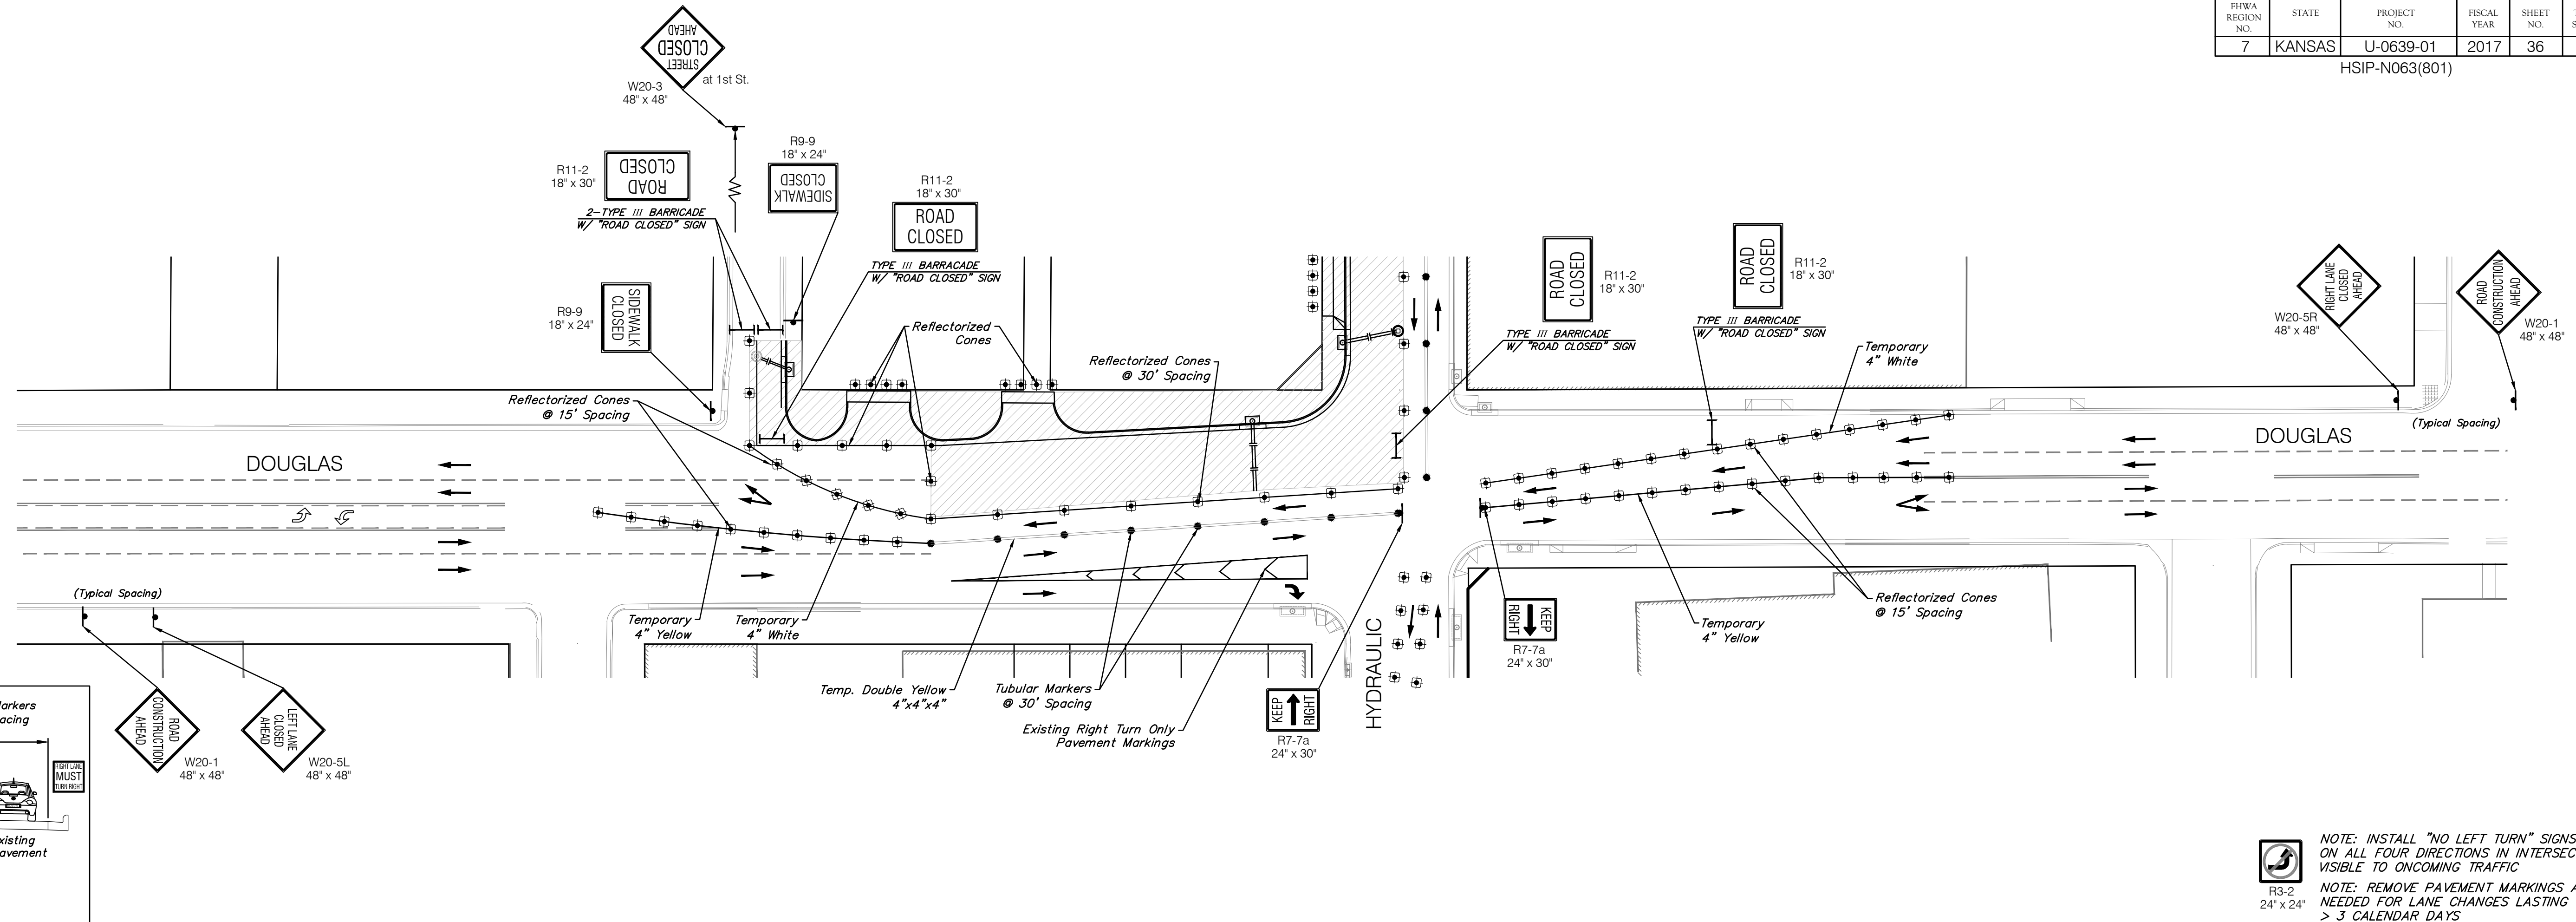 FHWA
REGION
NO.
STATE
PROJECT
NO.
FISCAL
YEAR
SHEET
NO.
7
KANSAS
U-0639-01
2017
36
HSIP-N063(801)
STREET
CLOSED
AHEAD
at 1st St.
W20-3
48" x 48"
R11-2
18" x 30"
ROAD
CLOSED
2-TYPE III BARRICADE
W/ "ROAD CLOSED" SIGN
R9-9
18" x 24"
SIDEWALK
CLOSED
R11-2
18" x 30"
ROAD
CLOSED
TYPE III BARRACADE
W/ "ROAD CLOSED" SIGN
R9-9
18" x 24"
SIDEWALK
CLOSED
Reflectorized
Cones
Reflectorized Cones
@ 30' Spacing
Reflectorized Cones
@ 15' Spacing
ROAD
CLOSED
R11-2
18" x 30"
TYPE III BARRICADE
W/ "ROAD CLOSED" SIGN
ROAD
CLOSED
R11-2
18" x 30"
TYPE III BARRICADE
W/ "ROAD CLOSED" SIGN
Temporary
4" White
RIGHT LANE
CLOSED
AHEAD
W20-5R
48" x 48"
ROAD
CONSTRUCTION
AHEAD
W20-1
48" x 48"
(Typical Spacing)
DOUGLAS
DOUGLAS
(Typical Spacing)
Temporary
4" Yellow
Temporary
4" White
Temp. Double Yellow
4"x4"x4"
Tubular Markers
@ 30' Spacing
Existing Right Turn Only
Pavement Markings
KEEP
RIGHT
R7-7a
24" x 30"
HYDRAULIC
KEEP
RIGHT
R7-7a
24" x 30"
Temporary
4" Yellow
Reflectorized Cones
@ 15' Spacing
ROAD
CONSTRUCTION
AHEAD
W20-1
48" x 48"
LEFT LANE
CLOSED
AHEAD
W20-5L
48" x 48"
RIGHT LANE
MUST
TURN RIGHT
R3-2
24" x 24"
NOTE: INSTALL "NO LEFT TURN" SIGNS
ON ALL FOUR DIRECTIONS IN
VISIBLE TO ONCOMING TRAFFIC
NOTE: REMOVE PAVEMENT MARKINGS
NEEDED FOR LANE CHANGES LASTING
> 3 CALENDAR DAYS